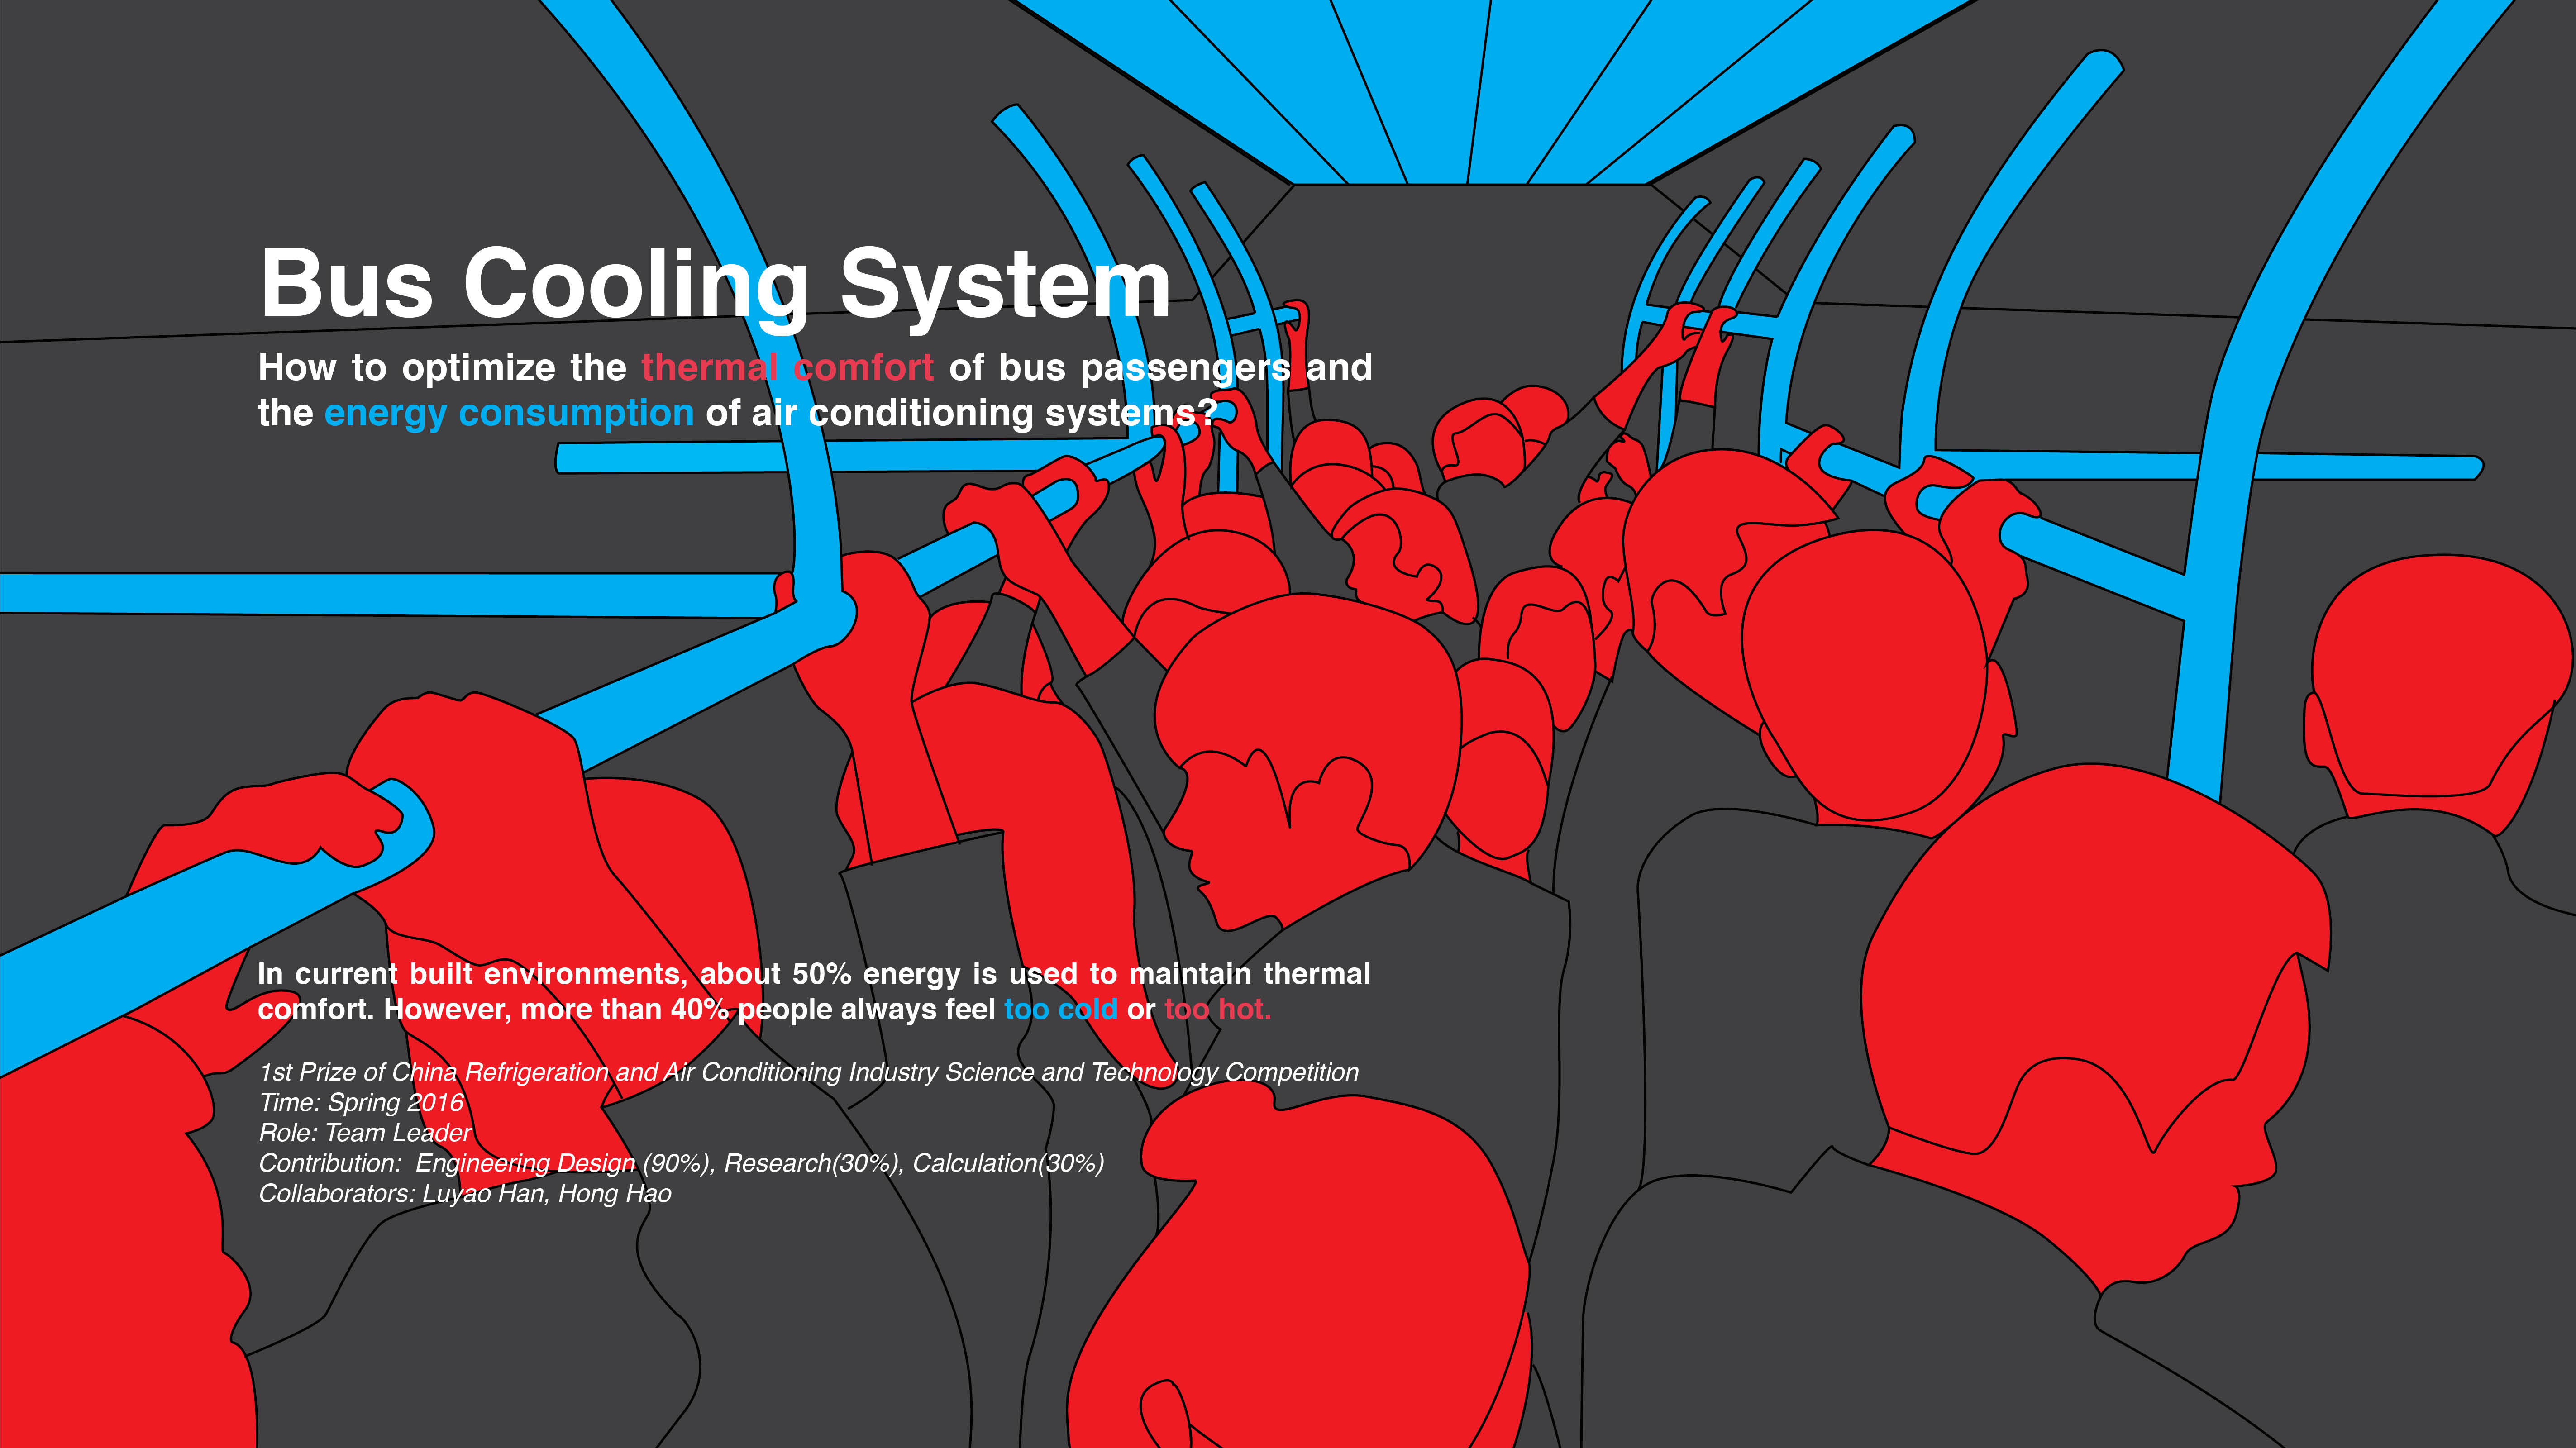 Bus Cooling System
How to optimize the thermal comfort of bus passengers and
the energy consumption of air conditioning systems?
In current built environments, about 50% energy is used to maintain thermal
comfort. However, more than 40% people always feel too cold or too hot.
1st Prize of China Refrigeration and Air Conditioning Industry Science and Technology Competition
Time: Spring 2016
Role: Team Leader
Contribution:  Engineering Design (90%), Research(30%), Calculation(30%)
Collaborators: Luyao Han, Hong Hao